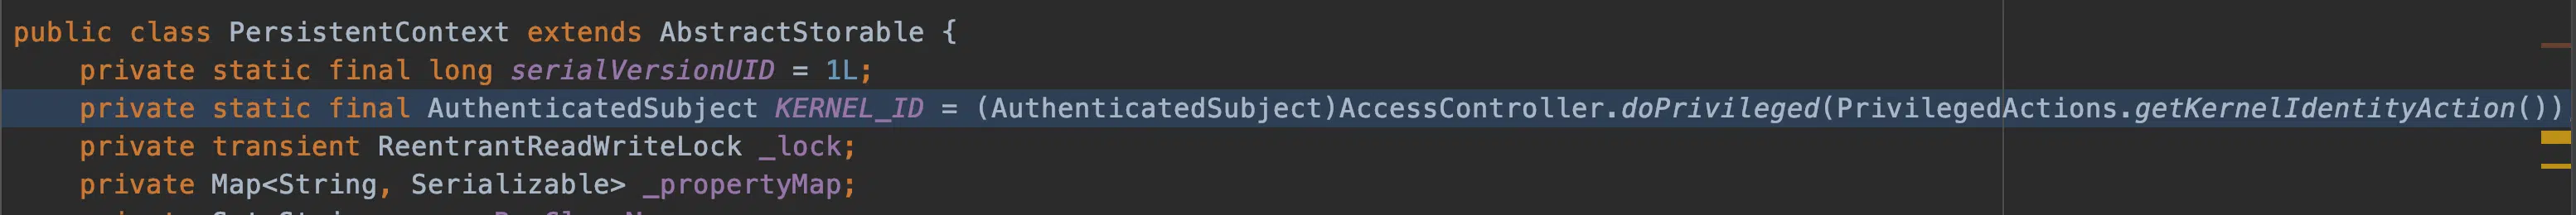 public class PersistentContext extends AbstractStorable {
private static final long serialVersionUID = 1L;
private static final AuthenticatedSubject KERNEL_ID = (AuthenticatedSubject)AccessController.doPrivileged(PrivilegedActions.getKernelIdentityAction())
private transient ReentrantReadWriteLock _lock;
private Map<String, Serializable> _propertyMap;